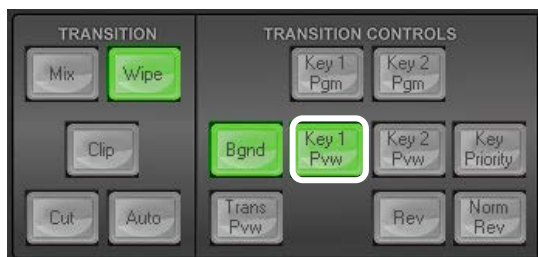 TRANSITION
TRANSITION CONTROLS
Mix
Wipe
Key 1
Pgm
Key 2
Pgm
Clip
Bgnd
Key 1
Pvw
Key 2
Pvw
Key
Priority
Cut
Auto
Trans
Pvw
Rev
Norm
Rev